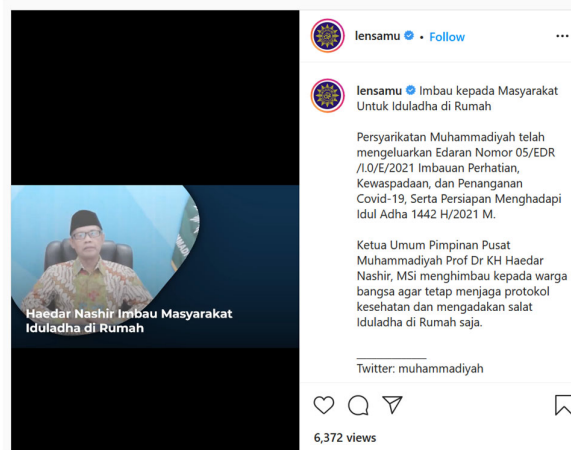 lensamu • Follow
lensamu Imbau kepada Masyarakat
Untuk Iduladha di Rumah
Persyarikatan Muhammadiyah telah
mengeluarkan Edaran Nomor 05/EDR
/I.0/E/2021 Imbauan Perhatian,
Kewaspadaan, dan Penanganan
Covid-19, Serta Persiapan Menghadapi
Idul Adha 1442 H/2021 M.
Ketua Umum Pimpinan Pusat
Muhammadiyah Prof Dr KH Haedar
Nashir, MSi menghimbau kepada warga
bangsa agar tetap menjaga protokol
kesehatan dan mengadakan salat
Iduladha di Rumah saja.
Twitter: muhammadiyah
6,372 views
Haedar Nashir Imbau Masyarakat
Iduladha di Rumah